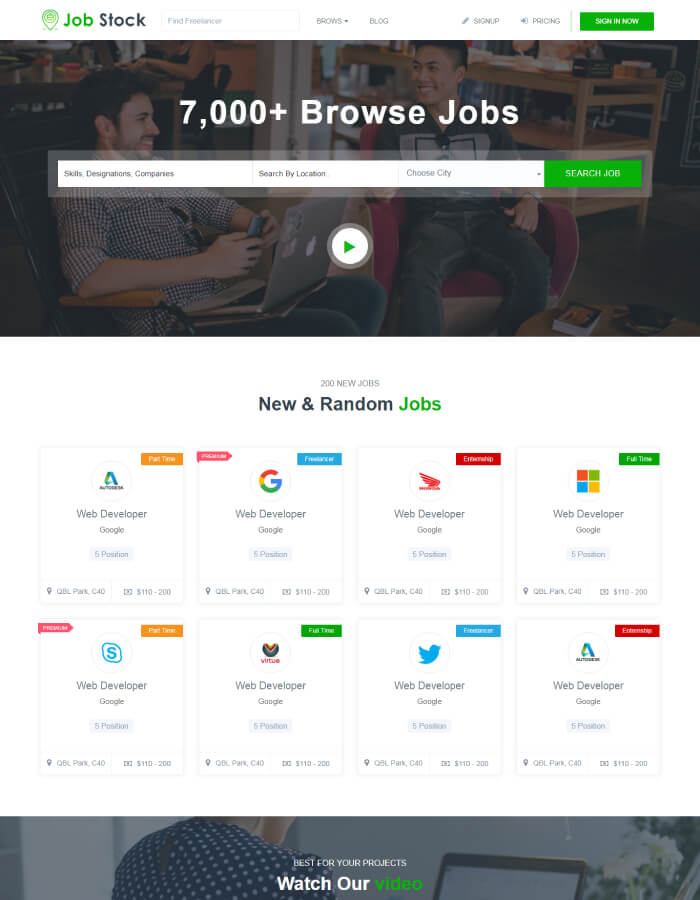 Job Stock
Find Freelancer
BROWS
BLOG
SIGNUP
PRICING
SIGN IN NOW
7,000+ Browse Jobs
Skills, Designations, Companies
Search By Location..
Choose City
SEARCH JOB
200 NEW JOBS
New & Random Jobs
Part Time
AUTODESK
Web Developer
Google
5 Position
QBL Park, C40
$110 - 200
PREMIUM
Freelancer
Web Developer
Google
5 Position
QBL Park, C40
$110 - 200
Enternship
HONDA
Web Developer
Google
5 Position
QBL Park, C40
$110 - 200
Full Time
Web Developer
Google
5 Position
QBL Park, C40
$110 - 200
PREMIUM
Part Time
Web Developer
Google
5 Position
QBL Park, C40
$110 - 200
Full Time
virtue
Web Developer
Google
5 Position
QBL Park, C40
$110 - 200
Freelancer
Web Developer
Google
5 Position
QBL Park, C40
$110 - 200
Enternship
AUTODESK
Web Developer
Google
5 Position
QBL Park, C40
$110 - 200
BEST FOR YOUR PROJECTS
Watch Our video